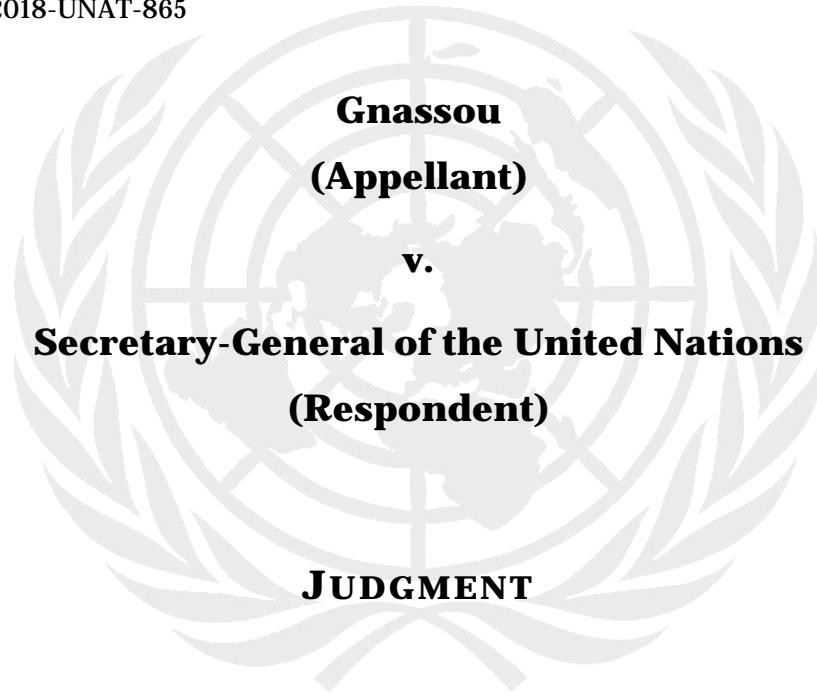 2018-UNAT-865
Gnassou
(Appellant)
v.
Secretary-General of the United Nations
(Respondent)
JUDGMENT